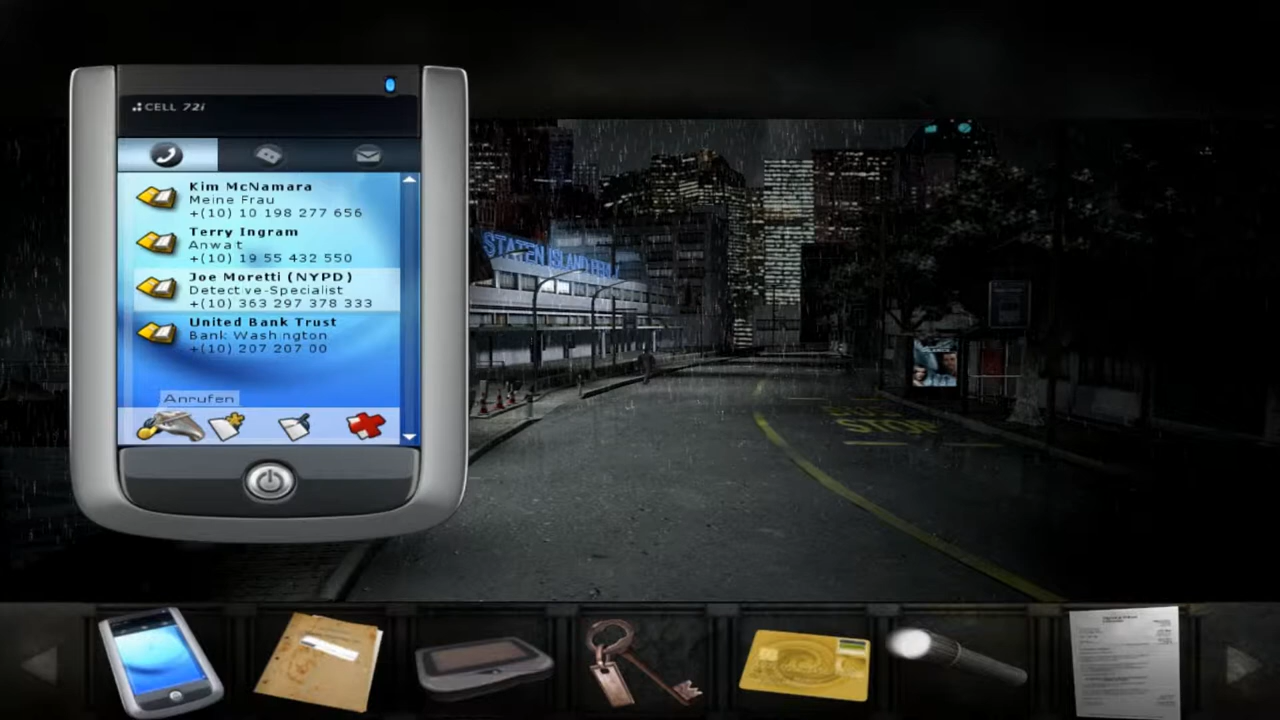 CELL 72i
Kim McNamara
Meine Frau
+(10) 10 198 277 656
Terry Ingram
Anwalt
+(10) 19 55 432 550
Joe Moretti (NYPD)
Detective-Specialist
+(10) 363 297 378 333
United Bank Trust
Bank Washington
+(10) 207 207 00
Anrufen
STATEN ISLAND FERRY
STOP